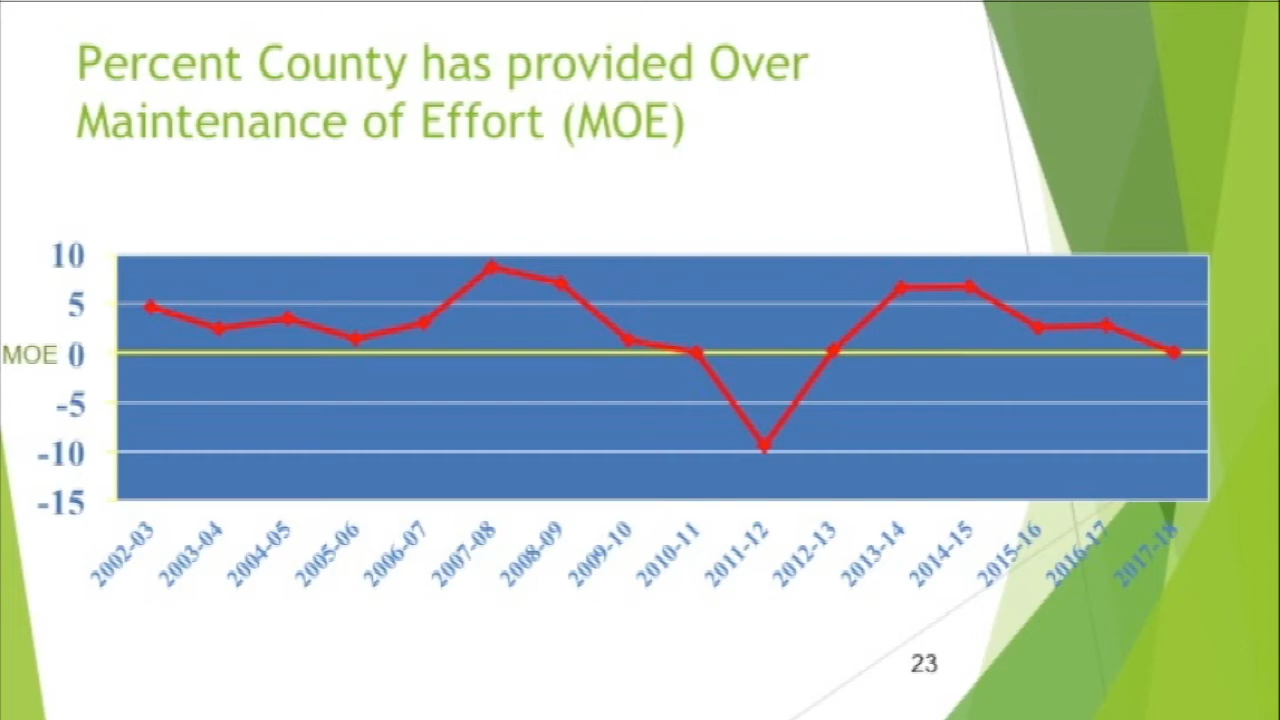 Percent County has provided Over
Maintenance of Effort (MOE)
10
5
MOE 0
-5
-10
-15
2002-03 2003-04 2004-05 2005-06 2006-07 2007-08 2008-09 2009-10 2010-11 2011-12 2012-13 2013-14 2014-15 2015-16 2016-17 2017-18
23